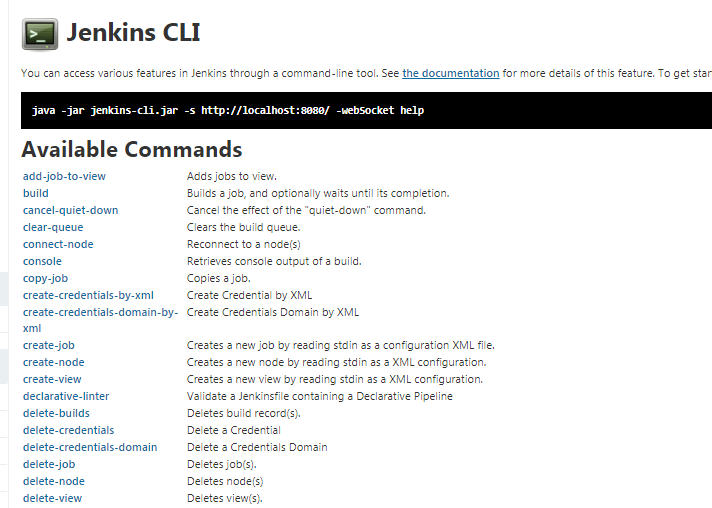 Jenkins CLI
You can access various features in Jenkins through a command-line tool. See the documentation for more details of this feature. To get star
java -jar jenkins-cli.jar -s http://localhost:8080/ -webSocket help
Available Commands
add-job-to-view Adds jobs to view.
build Builds a job, and optionally waits until its completion.
cancel-quiet-down Cancel the effect of the "quiet-down" command.
clear-queue Clears the build queue.
connect-node Reconnect to a node(s)
console Retrieves console output of a build.
copy-job Copies a job.
create-credentials-by-xml Create Credential by XML
create-credentials-domain-by- Create Credentials Domain by XML
xml
create-job Creates a new job by reading stdin as a configuration XML file.
create-node Creates a new node by reading stdin as a XML configuration.
create-view Creates a new view by reading stdin as a XML configuration.
declarative-linter Validate a Jenkinsfile containing a Declarative Pipeline
delete-builds Deletes build record(s).
delete-credentials Delete a Credential
delete-credentials-domain Delete a Credentials Domain
delete-job Deletes job(s).
delete-node Deletes node(s)
delete-view Deletes view(s).